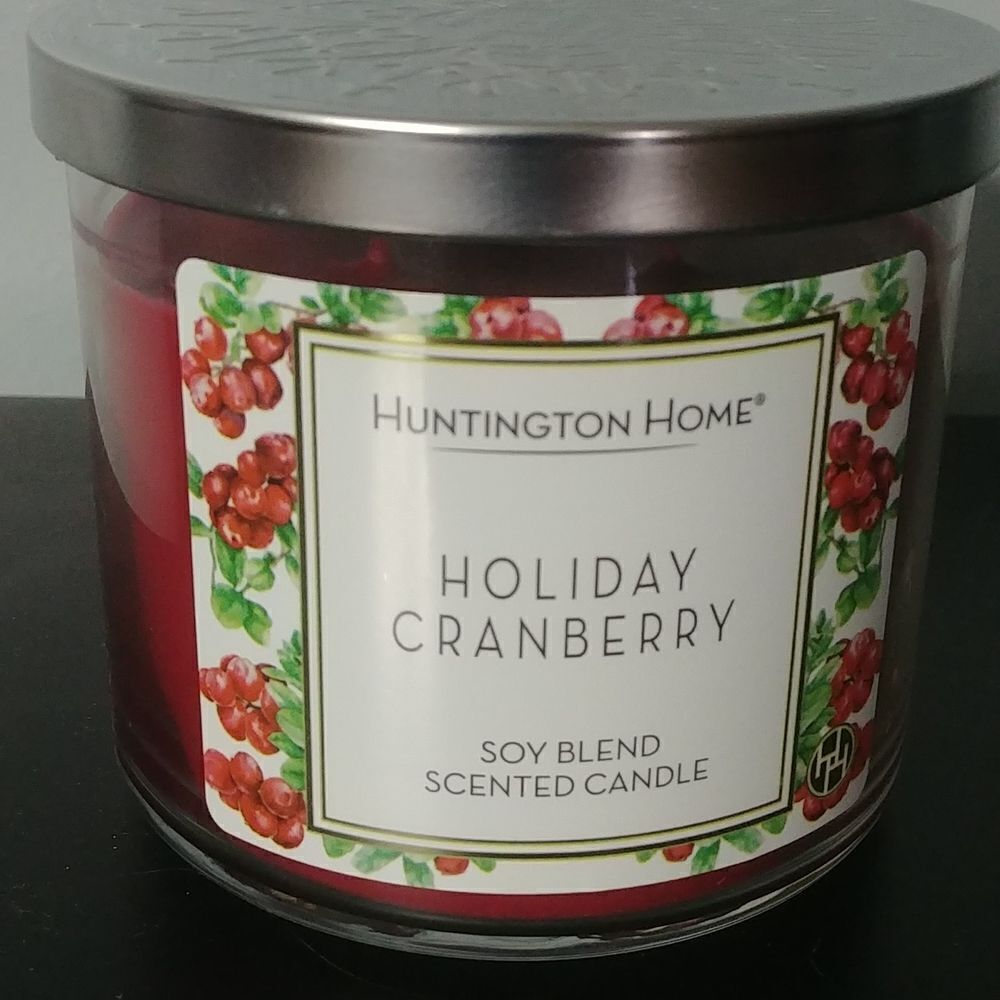 HUNTINGTON HOME®
HOLIDAY
CRANBERRY
SOY BLEND
SCENTED CANDLE